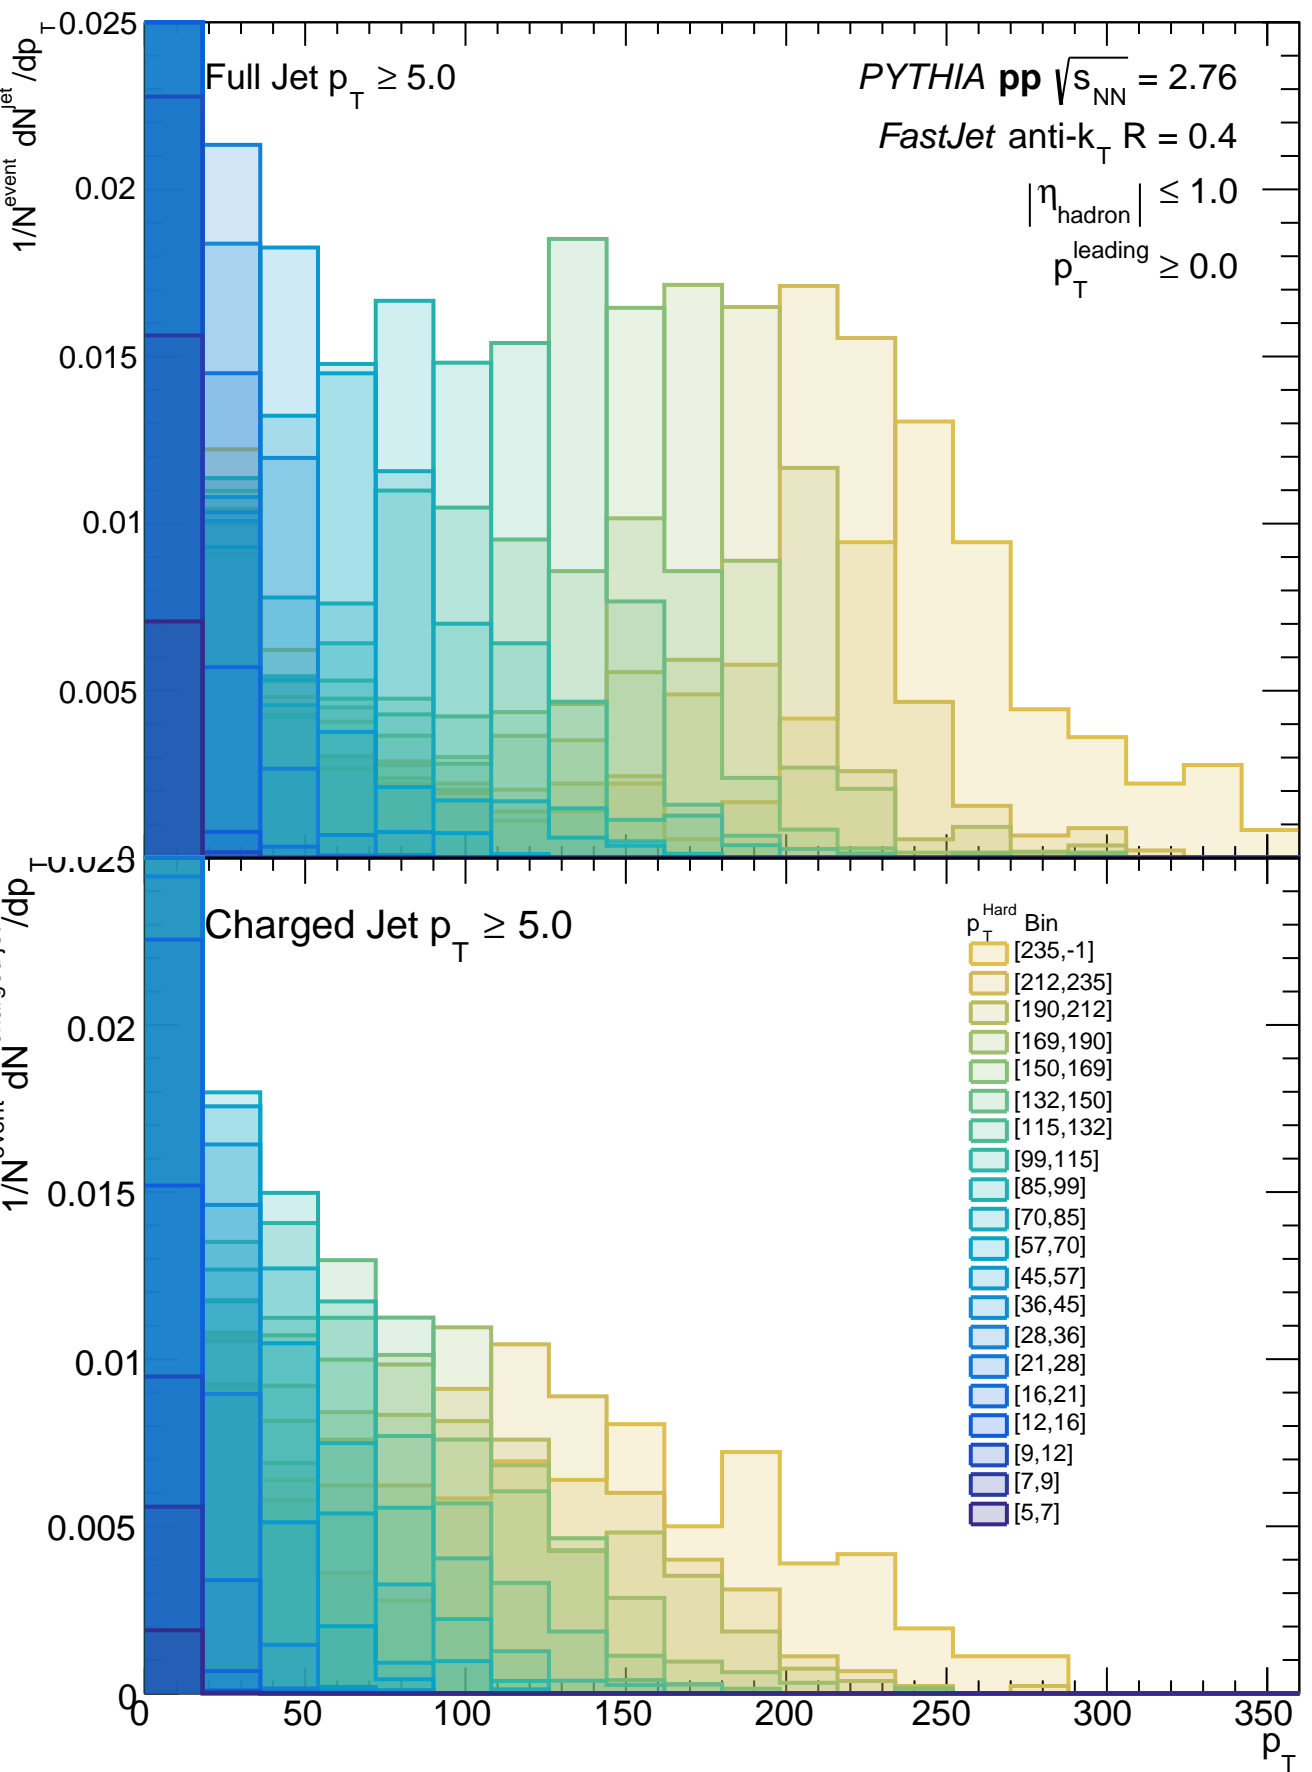 1/N^event dN^jet/dp_T
0.025
0.02
0.015
0.01
0.005
Full Jet p_T ≥ 5.0
PYTHIA pp √s_NN = 2.76
FastJet anti-k_T R = 0.4
|η_hadron| ≤ 1.0
p_T^leading ≥ 0.0
/dp_T
1/N^event dN
0.02
0.015
0.01
0.005
0
Charged Jet p_T ≥ 5.0
p_T^Hard Bin
[235,-1]
[212,235]
[190,212]
[169,190]
[150,169]
[132,150]
[115,132]
[99,115]
[85,99]
[70,85]
[57,70]
[45,57]
[36,45]
[28,36]
[21,28]
[16,21]
[12,16]
[9,12]
[7,9]
[5,7]
0 50 100 150 200 250 300 350
p_T